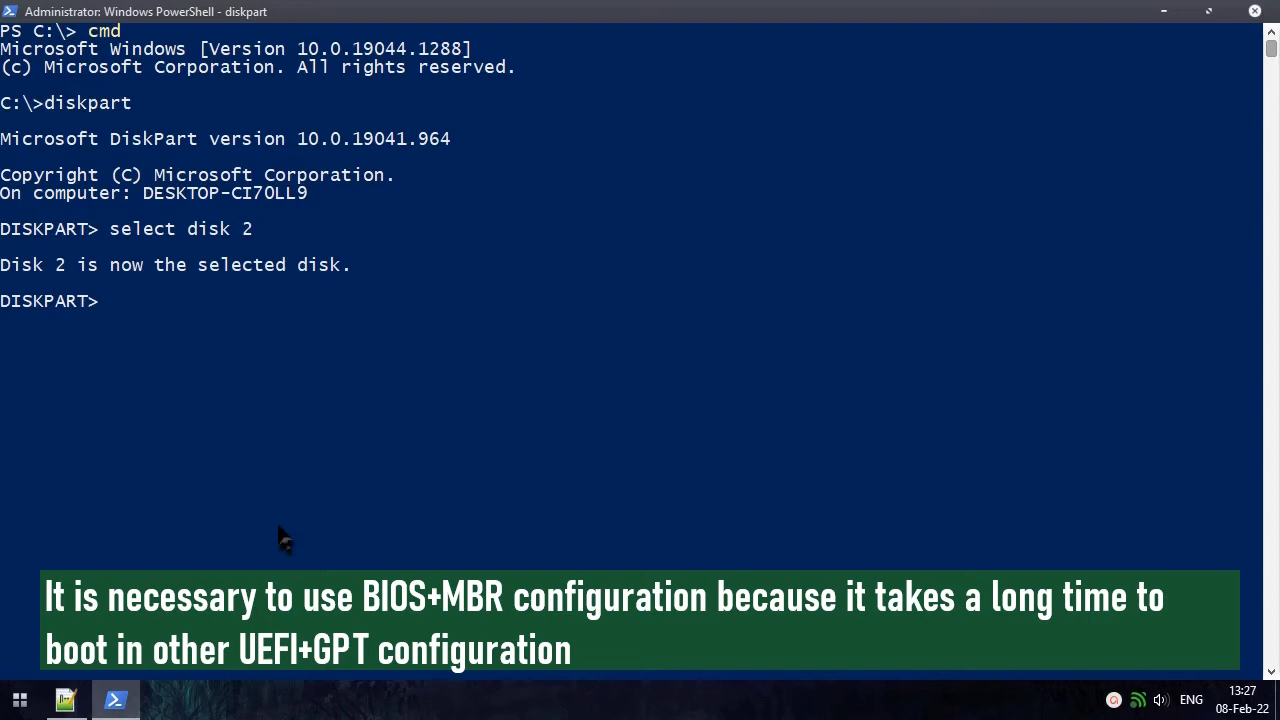 Administrator: Windows PowerShell - diskpart
PS C:\> cmd
Microsoft Windows [Version 10.0.19044.1288]
(c) Microsoft Corporation. All rights reserved.
C:\>diskpart
Microsoft DiskPart version 10.0.19041.964
Copyright (C) Microsoft Corporation.
On computer: DESKTOP-CI7OLL9
DISKPART> select disk 2
Disk 2 is now the selected disk.
DISKPART>
It is necessary to use BIOS+MBR configuration because it takes a long time to
boot in other UEFI+GPT configuration
ENG
13:27
08-Feb-22